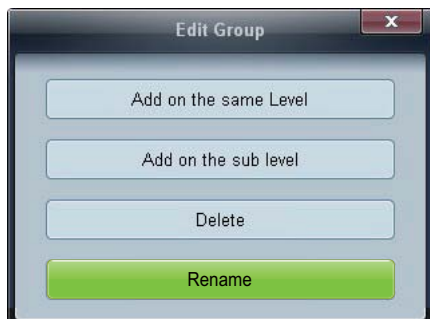 Edit Group
x
Add on the same Level
Add on the sub level
Delete
Rename